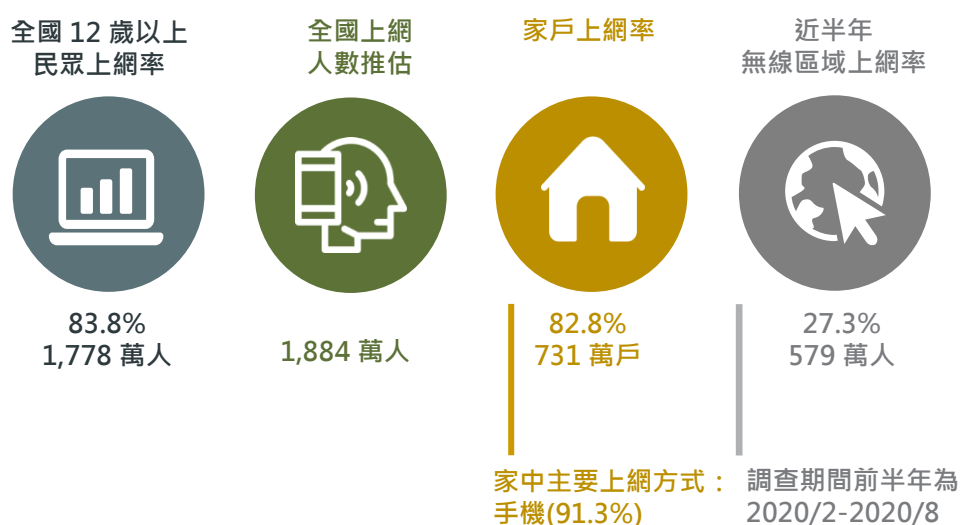 全國 12 歲以上
民眾上網率
83.8%
1,778 萬人
全國上網
人數推估
1,884 萬人
家戶上網率
82.8%
731 萬戶
家中主要上網方式：
手機(91.3%)
近半年
無線區域上網率
27.3%
579 萬人
調查期間前半年為
2020/2-2020/8